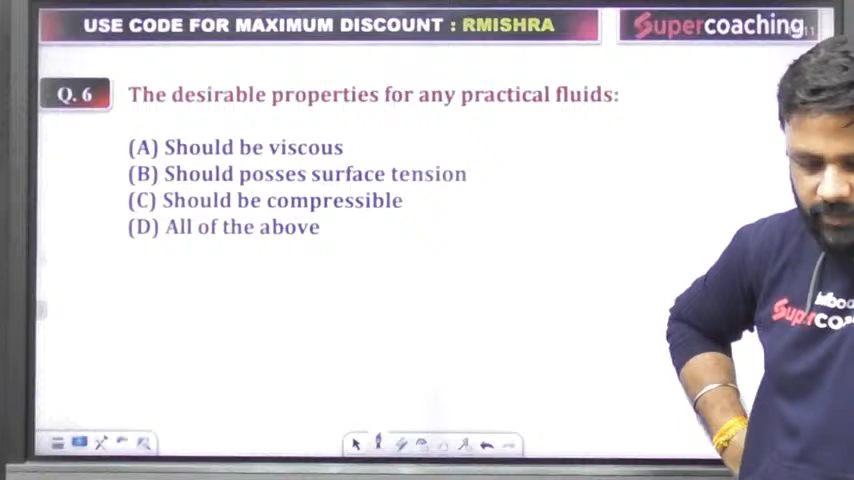 USE CODE FOR MAXIMUM DISCOUNT : RMISHRA
Supercoaching
Q. 6
The desirable properties for any practical fluids:
(A) Should be viscous
(B) Should posses surface tension
(C) Should be compressible
(D) All of the above